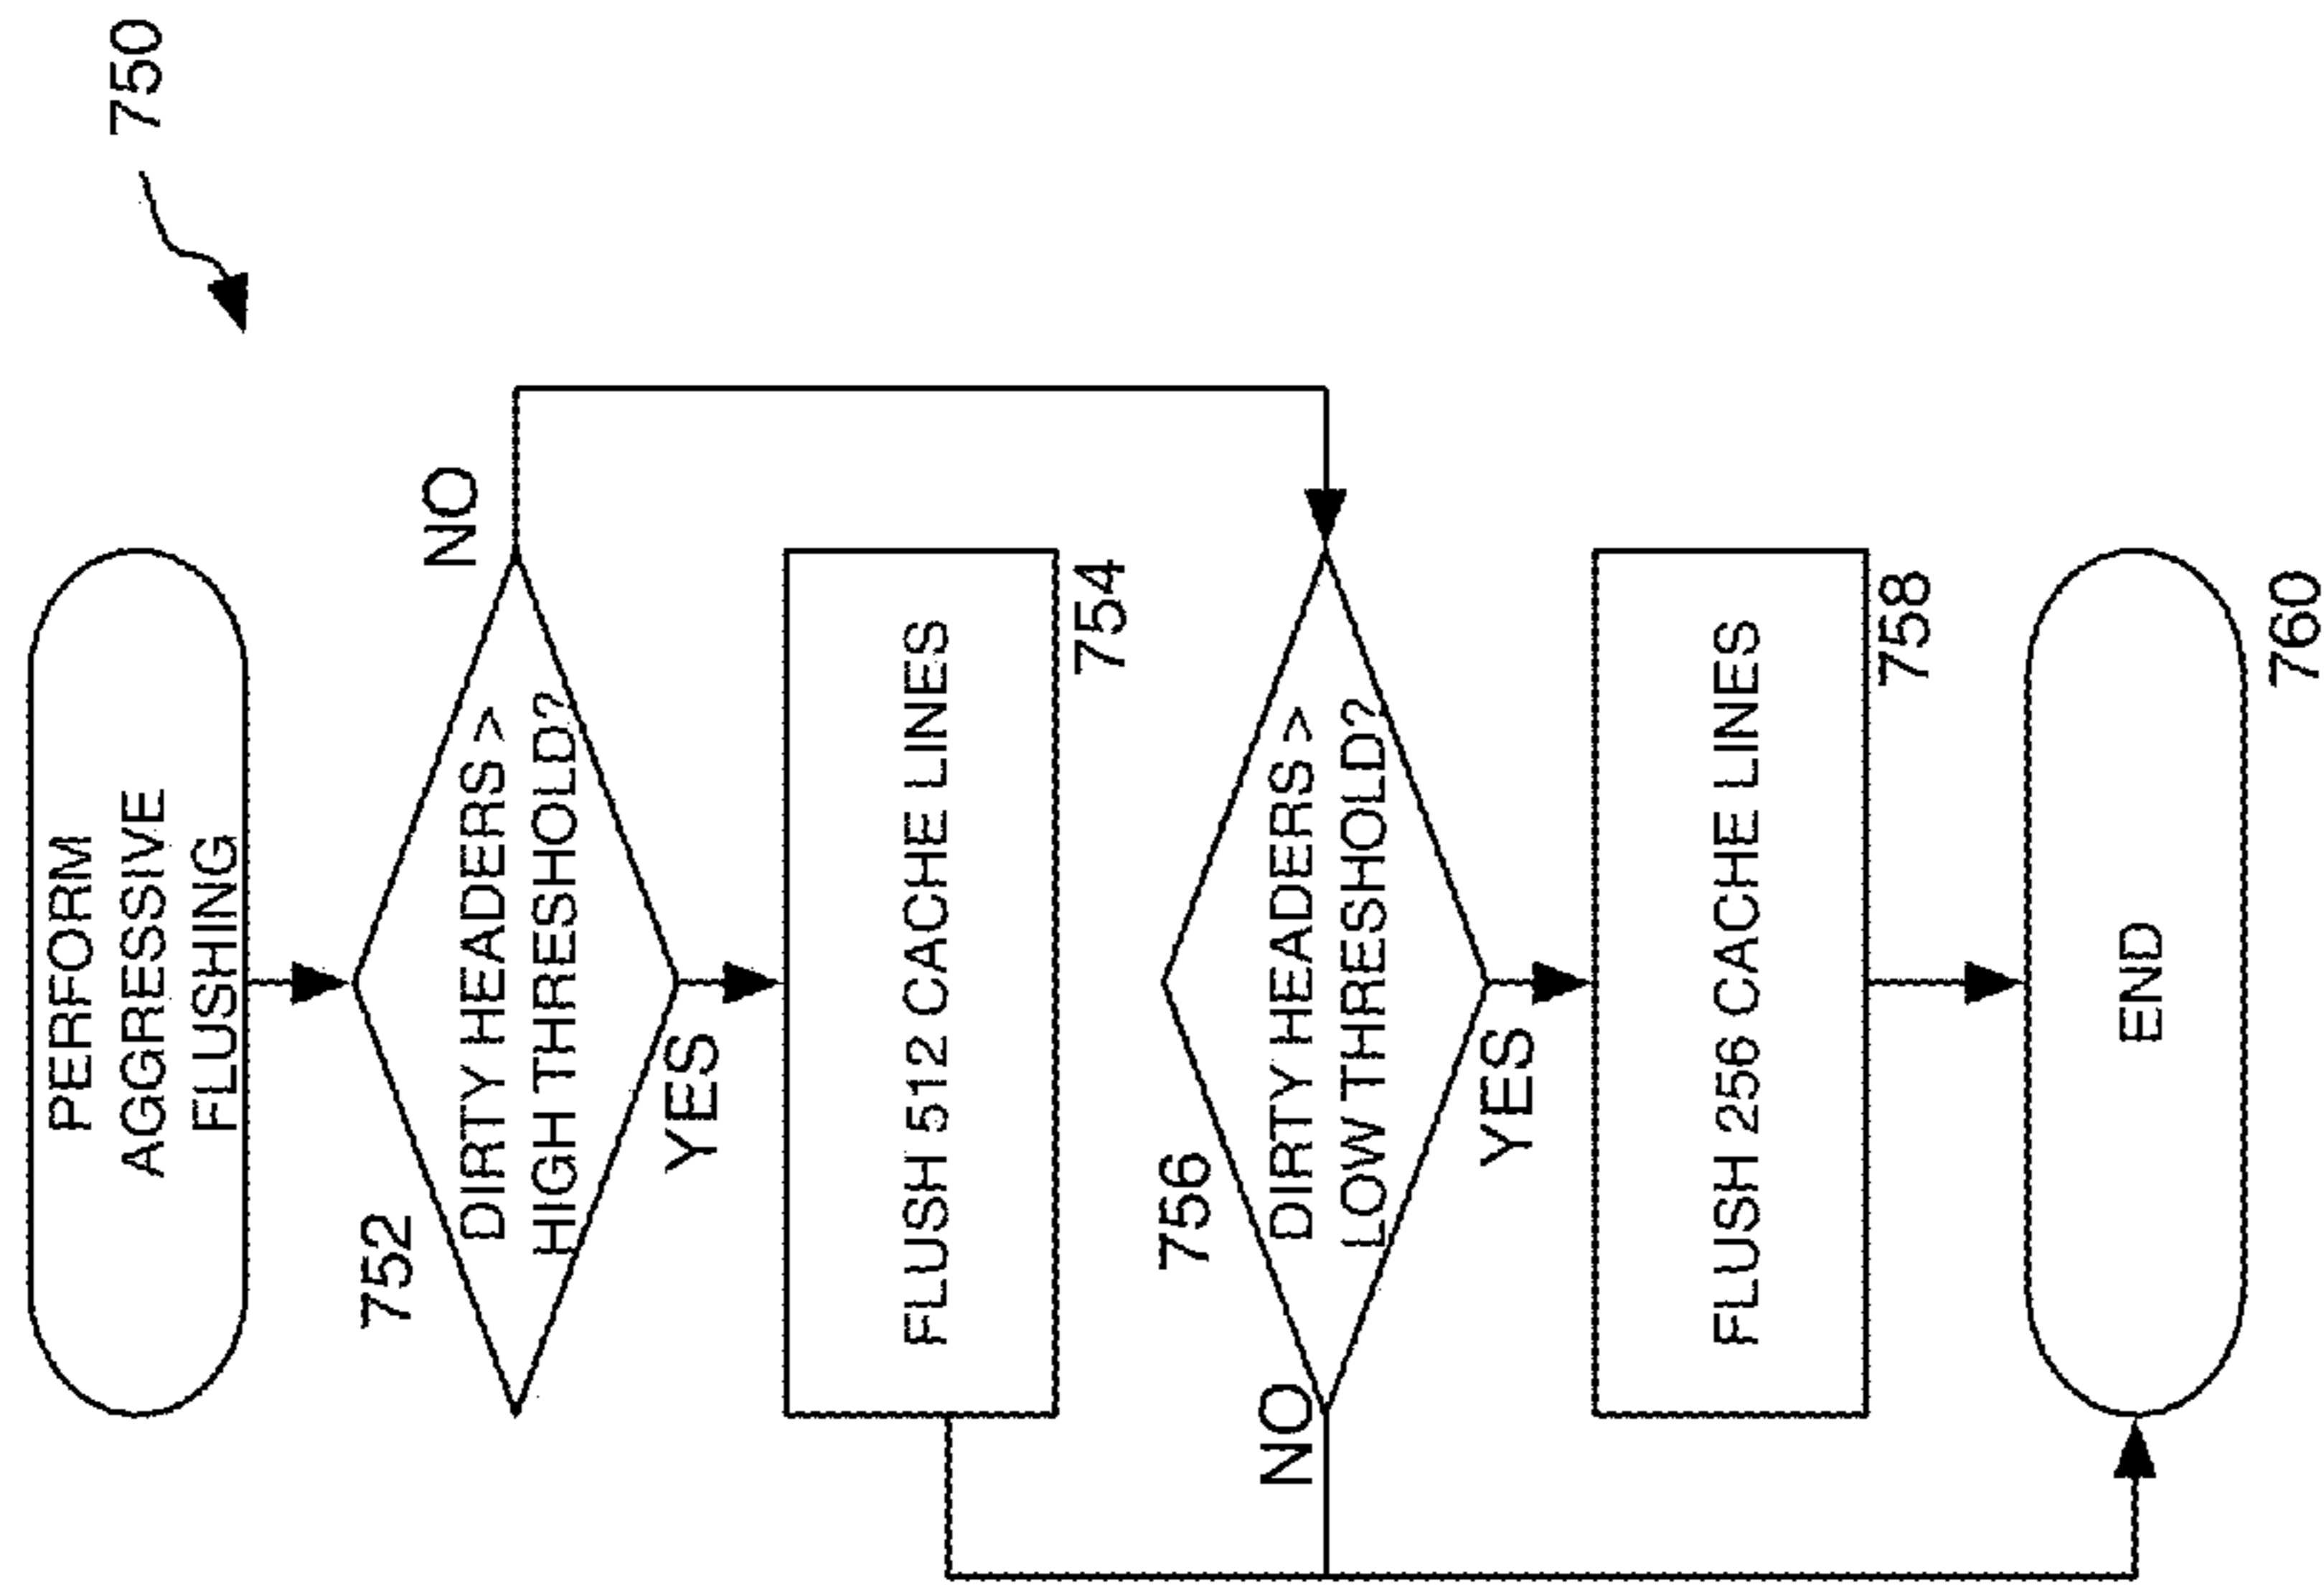 750
PERFORM
AGGRESSIVE
FLUSHING
752
DIRTY HEADERS >
HIGH THRESHOLD?
NO
YES
FLUSH 512 CACHE LINES
754
756
DIRTY HEADERS >
LOW THRESHOLD?
NO
YES
FLUSH 256 CACHE LINES
758
END
760